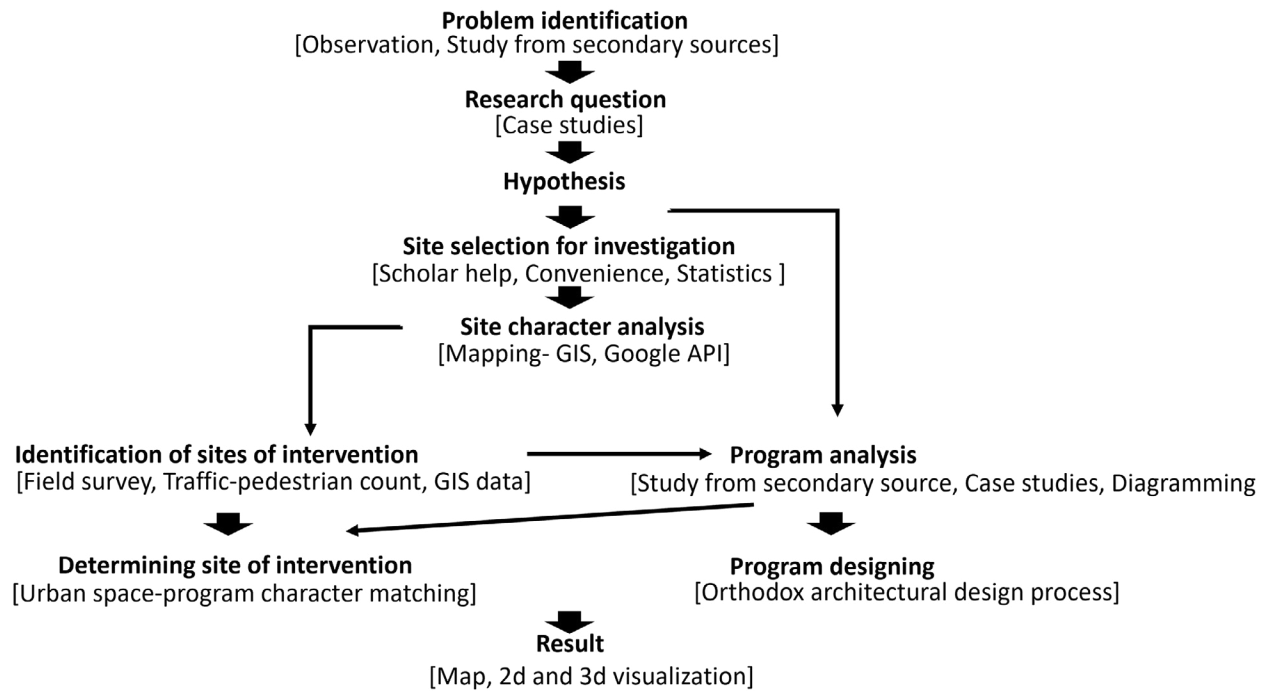 Problem identification
[Observation, Study from secondary sources]
Research question
[Case studies]
Hypothesis
Site selection for investigation
[Scholar help, Convenience, Statistics ]
Site character analysis
[Mapping- GIS, Google API]
Identification of sites of intervention
[Field survey, Traffic-pedestrian count, GIS data]
Program analysis
[Study from secondary source, Case studies, Diagramming
Determining site of intervention
[Urban space-program character matching]
Program designing
[Orthodox architectural design process]
Result
[Map, 2d and 3d visualization]